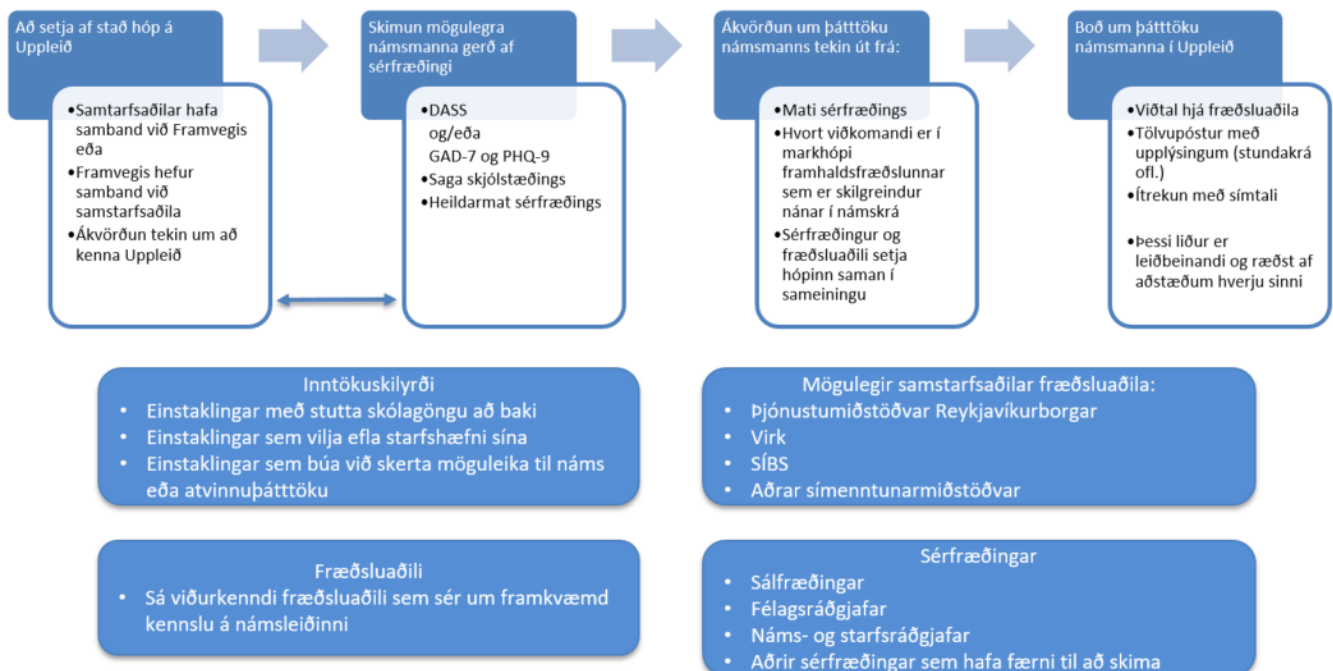 Að setja af stað hóp á
Uppleið
•Samtarfsaðilar hafa
samband við Framvegis
eða
•Framvegis hefur
samband við
samstarfsaðila
•Ákvörðun tekin um að
kenna Uppleið
Skimun mögulegra
námsmanna gerð af
sérfræðingi
•DASS
og/eða
GAD-7 og PHQ-9
•Saga skjólstæðings
•Heildarmat sérfræðings
Ákvörðun um þátttöku
námsmanns tekin út frá:
•Mati sérfræðings
•Hvort viðkomandi er í
markhópi
framhaldsfræðslunnar
sem er skilgreindur
nánar í námskrá
•Sérfræðingur og
fræðsluaðili setja
hópinn saman í
sameiningu
Boð um þátttöku
námsmanna í Uppleið
•Viðtal hjá fræðsluaðila
•Tölvupóstur með
upplýsingum (stundakrá
ofl.)
•Ítrekun með símtali
•Þessi liður er
leiðbeinandi og ræðst af
aðstæðum hverju sinni
Inntökuskilyrði
• Einstaklingar með stutta skólagöngu að baki
• Einstaklingar sem vilja efla starfshæfni sína
• Einstaklingar sem búa við skerta möguleika til náms
eða atvinnuþátttöku
Mögulegir samstarfsaðilar fræðsluaðila:
• Þjónustumiðstöðvar Reykjavíkurborgar
• Virk
• SÍBS
• Aðrar símenntunarmiðstöðvar
Fræðsluaðili
• Sá viðurkenndi fræðsluaðili sem sér um framkvæmd
kennslu á námsleiðinni
Sérfræðingar
• Sálfræðingar
• Félagsráðgjafar
• Náms- og starfsráðgjafar
• Aðrir sérfræðingar sem hafa færni til að skima